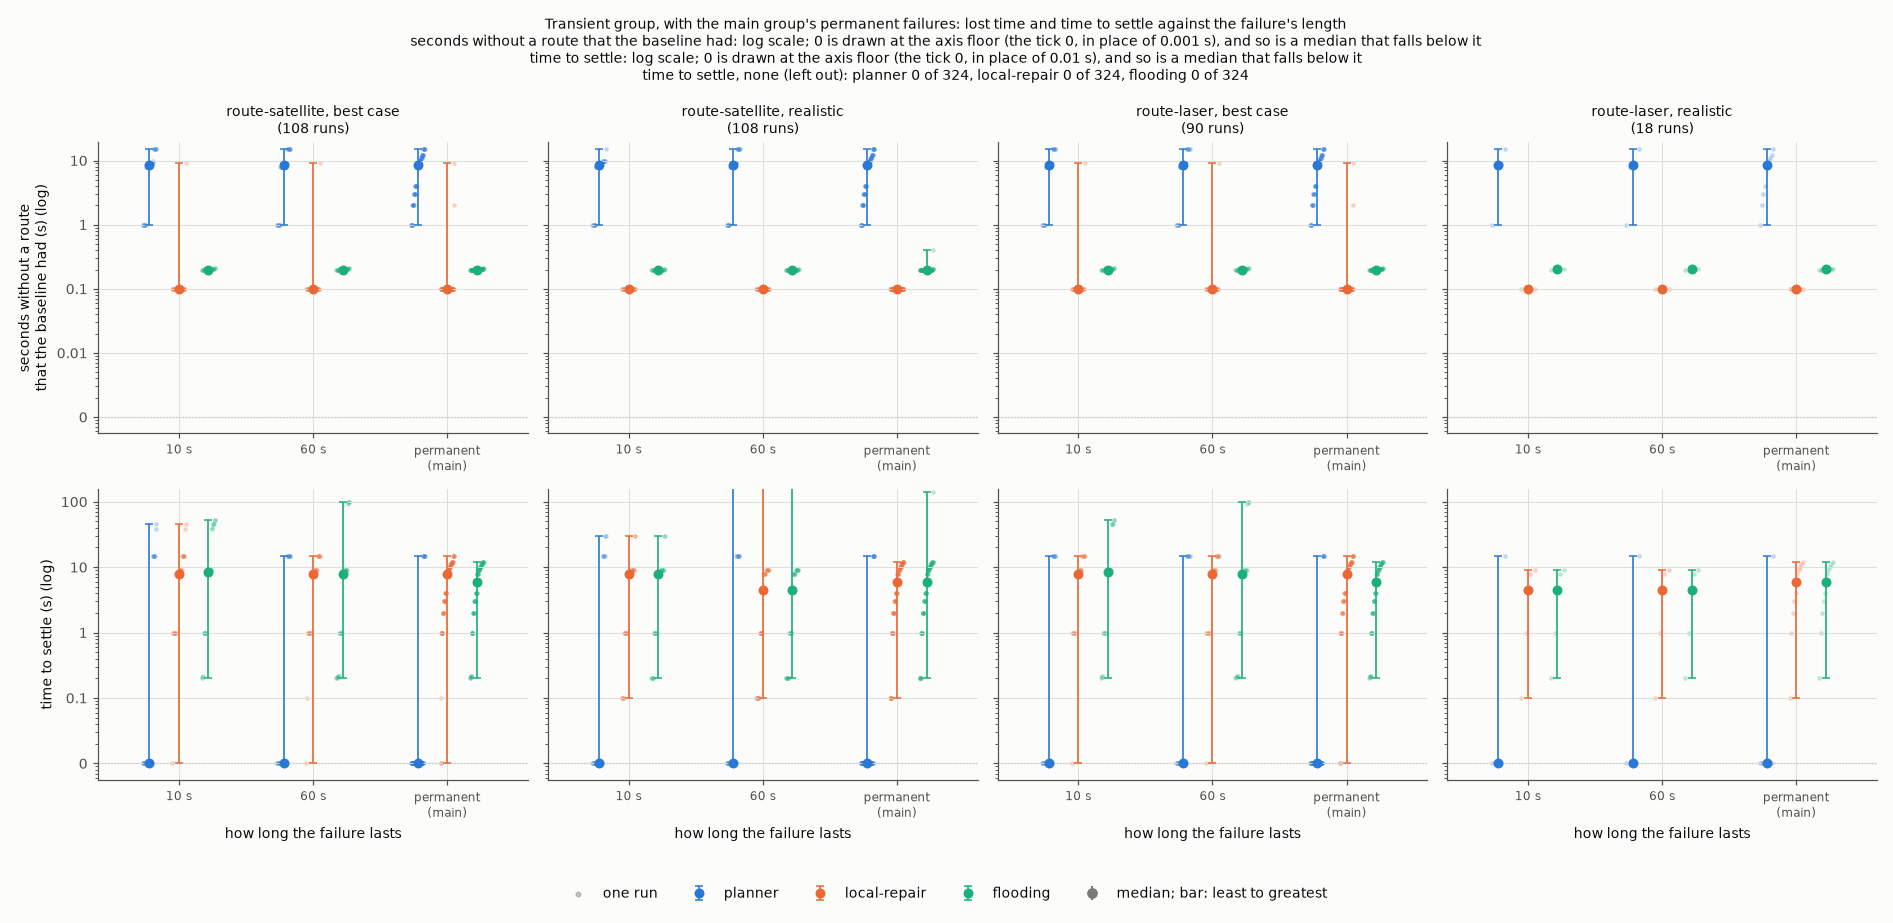 Transient group, with the main group's permanent failures: lost time and time to settle against the failure's length
seconds without a route that the baseline had: log scale; 0 is drawn at the axis floor (the tick 0, in place of 0.001 s), and so is a median that falls below it
time to settle: log scale; 0 is drawn at the axis floor (the tick 0, in place of 0.01 s), and so is a median that falls below it
time to settle, none (left out): planner 0 of 324, local-repair 0 of 324, flooding 0 of 324
route-satellite, best case
(108 runs)
route-satellite, realistic
(108 runs)
route-laser, best case
(90 runs)
route-laser, realistic
(18 runs)
seconds without a route
that the baseline had (s) (log)
10
1
0.1
0.01
0
10 s
60 s
permanent
(main)
10 s
60 s
permanent
(main)
10 s
60 s
permanent
(main)
10 s
60 s
permanent
(main)
time to settle (s) (log)
100
10
1
0.1
0
10 s
60 s
permanent
(main)
10 s
60 s
permanent
(main)
10 s
60 s
permanent
(main)
10 s
60 s
permanent
(main)
how long the failure lasts
how long the failure lasts
how long the failure lasts
how long the failure lasts
one run
planner
local-repair
flooding
median; bar: least to greatest